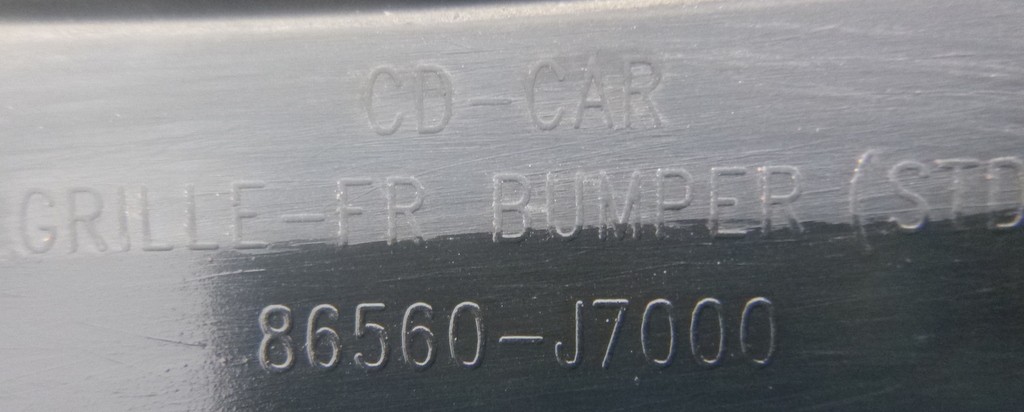 CD-CAR
GRILLE-FR BUMPER (STD
86560-J7000